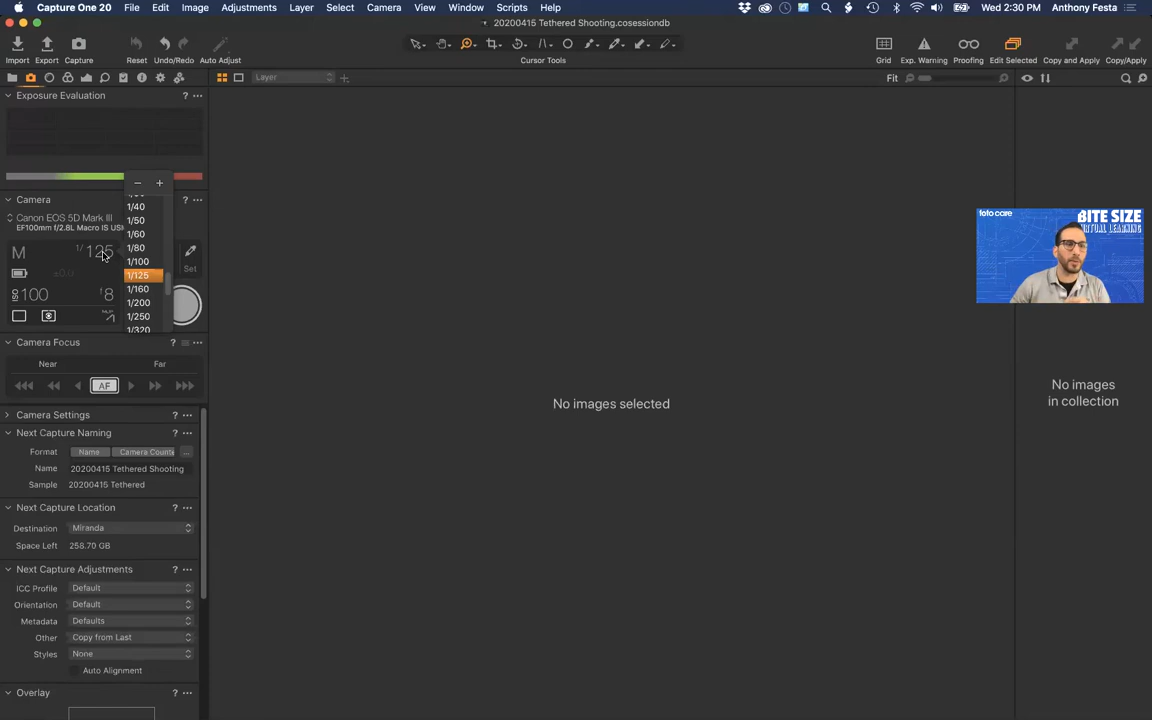 Capture One 20 File Edit Image Adjustments Layer Select Camera View Window Scripts Help Wed 2:30 PM Anthony Festa
20200415 Tethered Shooting.cosessiondb
Import Export Capture Reset Undo/Redo Auto Adjust Cursor Tools Grid Exp. Warning Proofing Edit Selected Copy and Apply Copy/Apply
Layer Fit
Exposure Evaluation ? ...
Camera ?
Canon EOS 5D Mark III
EF100mm f/2.8L Macro IS USM
M 1/ 125
±0.0
Set
ISO 100 f 8
1/40
1/50
1/60
1/80
1/100
1/125
1/160
1/200
1/250
1/320
Camera Focus ? ...
Near Far
AF
Camera Settings ? ...
Next Capture Naming ? ...
Format Name Camera Counte ...
Name 20200415 Tethered Shooting
Sample 20200415 Tethered
Next Capture Location ? ...
Destination Miranda
Space Left 258.70 GB
Next Capture Adjustments ? ...
ICC Profile Default
Orientation Default
Metadata Defaults
Other Copy from Last
Styles None
Auto Alignment
Overlay ? ...
No images selected
foto care BITE SIZE
VIRTUAL LEARNING
No images
in collection